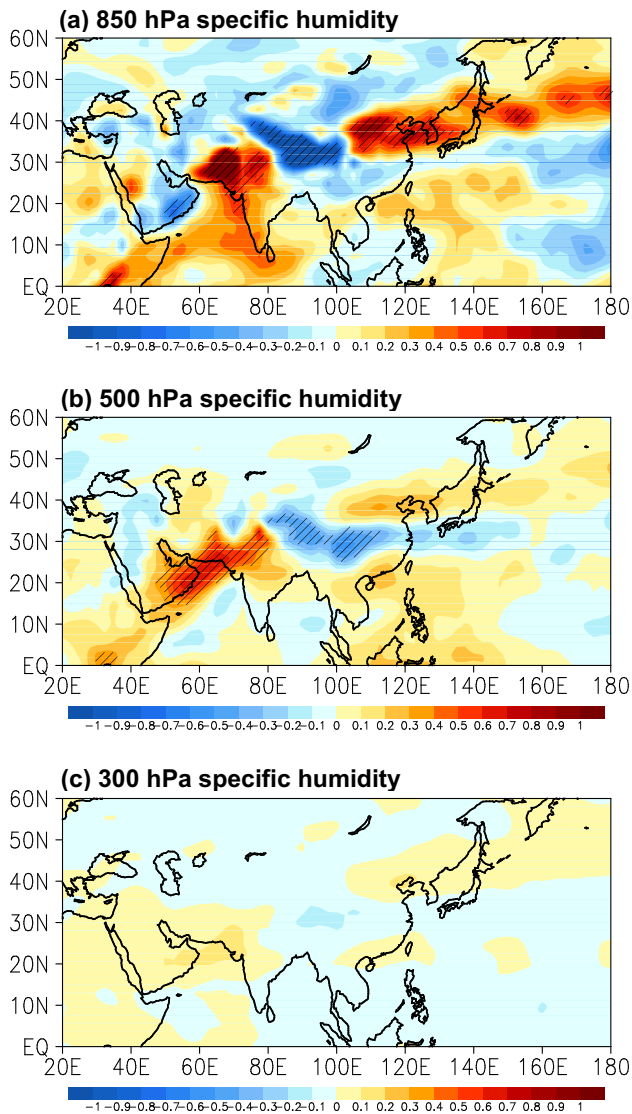 (a) 850 hPa specific humidity
60N
50N
40N
30N
20N
10N
EQ
20E 40E 60E 80E 100E 120E 140E 160E 180
-1 -0.9 -0.8 -0.7 -0.6 -0.5 -0.4 -0.3 -0.2 -0.1 0 0.1 0.2 0.3 0.4 0.5 0.6 0.7 0.8 0.9 1
(b) 500 hPa specific humidity
60N
50N
40N
30N
20N
10N
EQ
20E 40E 60E 80E 100E 120E 140E 160E 180
-1 -0.9 -0.8 -0.7 -0.6 -0.5 -0.4 -0.3 -0.2 -0.1 0 0.1 0.2 0.3 0.4 0.5 0.6 0.7 0.8 0.9 1
(c) 300 hPa specific humidity
60N
50N
40N
30N
20N
10N
EQ
20E 40E 60E 80E 100E 120E 140E 160E 180
-1 -0.9 -0.8 -0.7 -0.6 -0.5 -0.4 -0.3 -0.2 -0.1 0 0.1 0.2 0.3 0.4 0.5 0.6 0.7 0.8 0.9 1